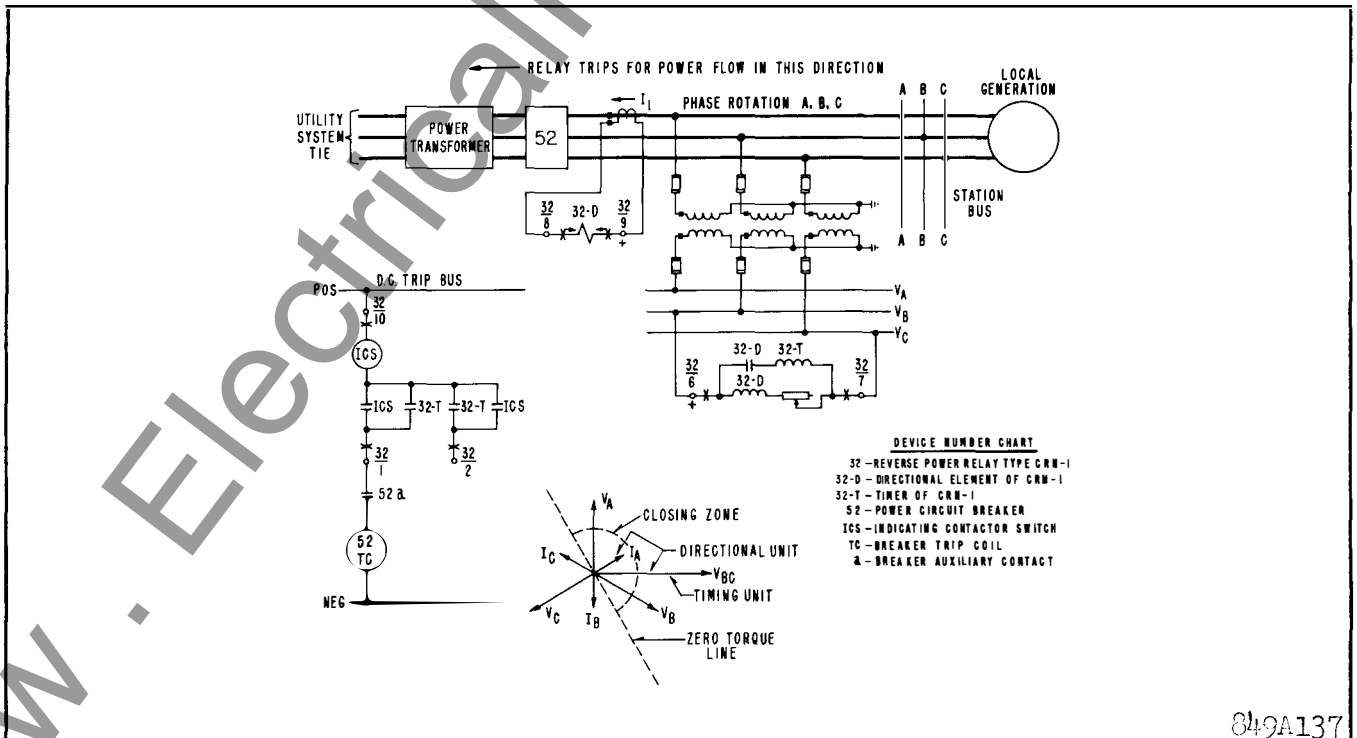 RELAY TRIPS FOR POWER FLOW IN THIS DIRECTION
I₁
PHASE ROTATION A, B, C
A B C
LOCAL
GENERATION
UTILITY
SYSTEM
TIE
POWER
TRANSFORMER
52
32
8
32-D
32
9
+
STATION
BUS
A B C
POS
D.C. TRIP BUS
32
10
ICS
ICS
32-T
32-T
ICS
32
1
32
2
52 a
52
TC
NEG
VA
VB
VC
32-D
32-T
32
6
+
32-D
32
7
VA
CLOSING ZONE
IC
IA
DIRECTIONAL UNIT
VBC
TIMING UNIT
VC
IB
VB
ZERO TORQUE
LINE
DEVICE NUMBER CHART
32 – REVERSE POWER RELAY TYPE CRN-1
32-D – DIRECTIONAL ELEMENT OF CRN-1
32-T – TIMER OF CRN-1
52 – POWER CIRCUIT BREAKER
ICS – INDICATING CONTACTOR SWITCH
TC – BREAKER TRIP COIL
a – BREAKER AUXILIARY CONTACT
849A137
w . Electrical